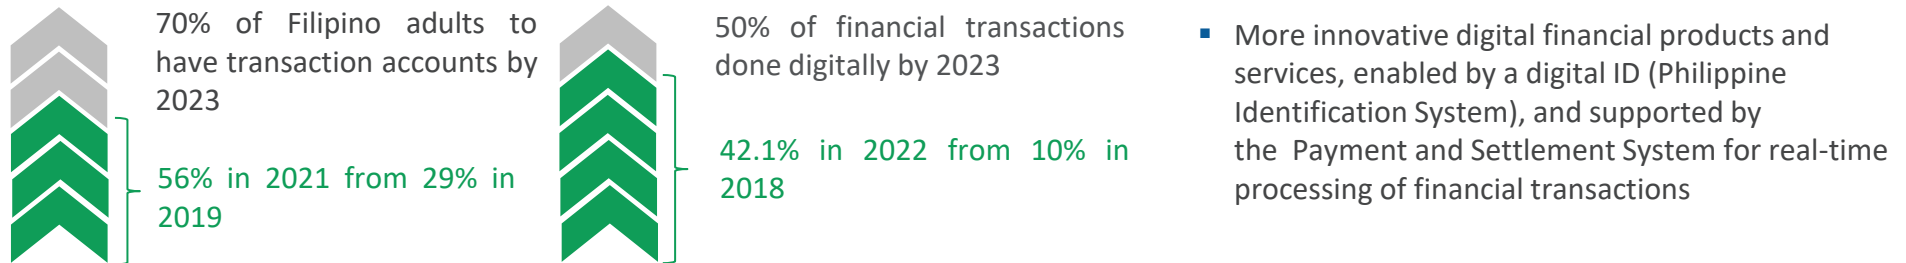 70% of Filipino adults to
have transaction accounts by
2023
56% in 2021 from 29% in
2019
50% of financial transactions
done digitally by 2023
42.1% in 2022 from 10% in
2018
▪ More innovative digital financial products and
services, enabled by a digital ID (Philippine
Identification System), and supported by
the Payment and Settlement System for real-time
processing of financial transactions